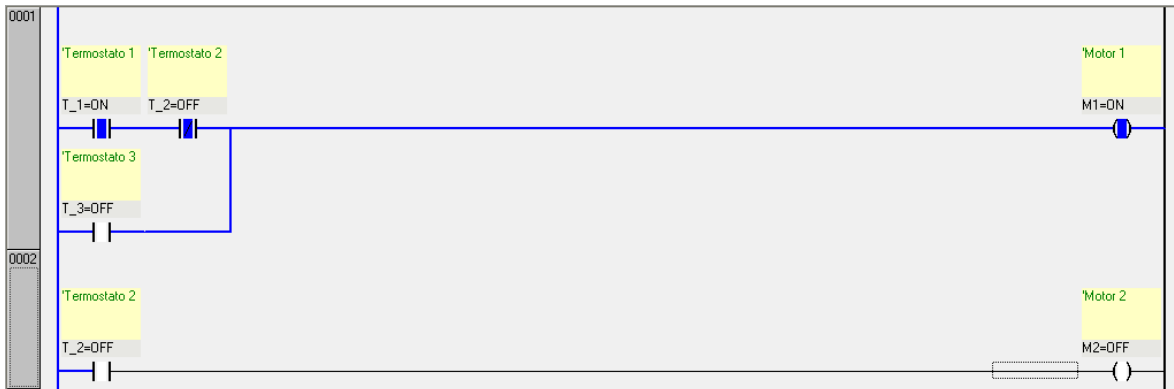 0001
'Termostato 1 'Termostato 2 'Motor 1
T_1=ON T_2=OFF M1=ON
'Termostato 3
T_3=OFF
0002
'Termostato 2 'Motor 2
T_2=OFF M2=OFF